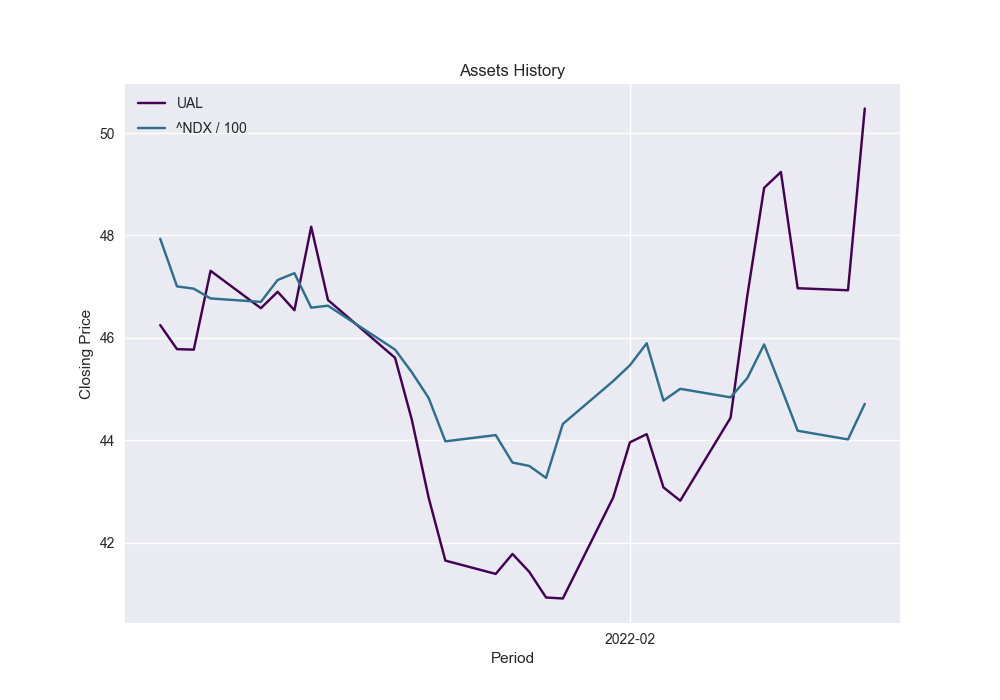 Assets History
UAL
^NDX / 100
50
48
46
44
42
Closing Price
2022-02
Period